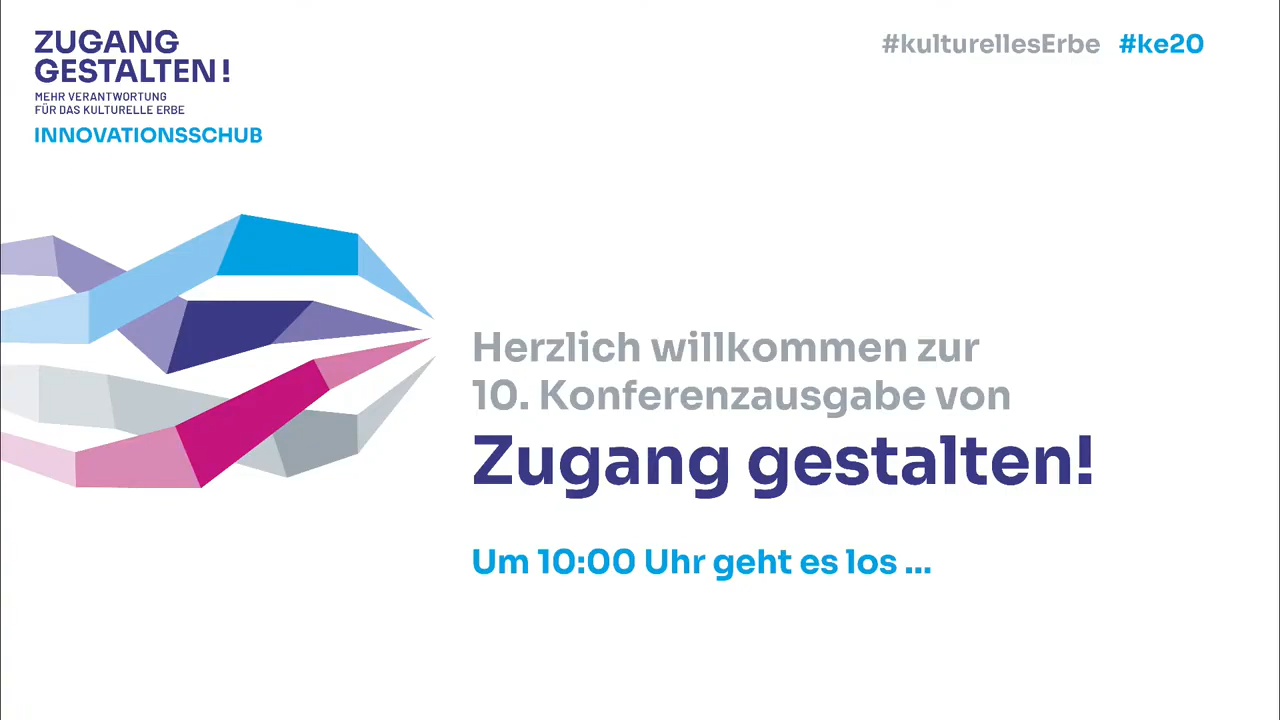 ZUGANG
GESTALTEN!
MEHR VERANTWORTUNG
FÜR DAS KULTURELLE ERBE
INNOVATIONSSCHUB
#kulturellesErbe #ke20
Herzlich willkommen zur
10. Konferenzausgabe von
Zugang gestalten!
Um 10:00 Uhr geht es los ...